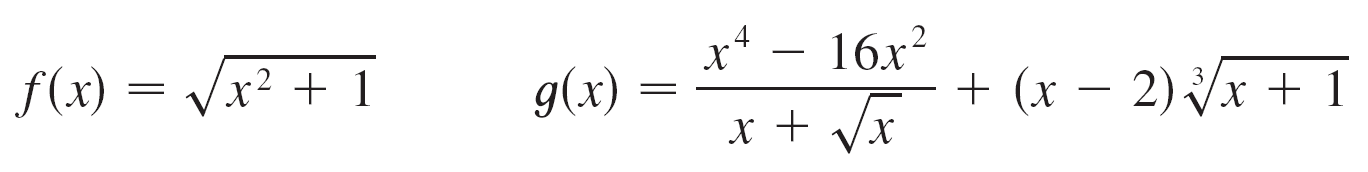 f(x) = √(x² + 1)    g(x) = (x⁴ − 16x²)/(x + √x) + (x − 2)∛(x + 1)